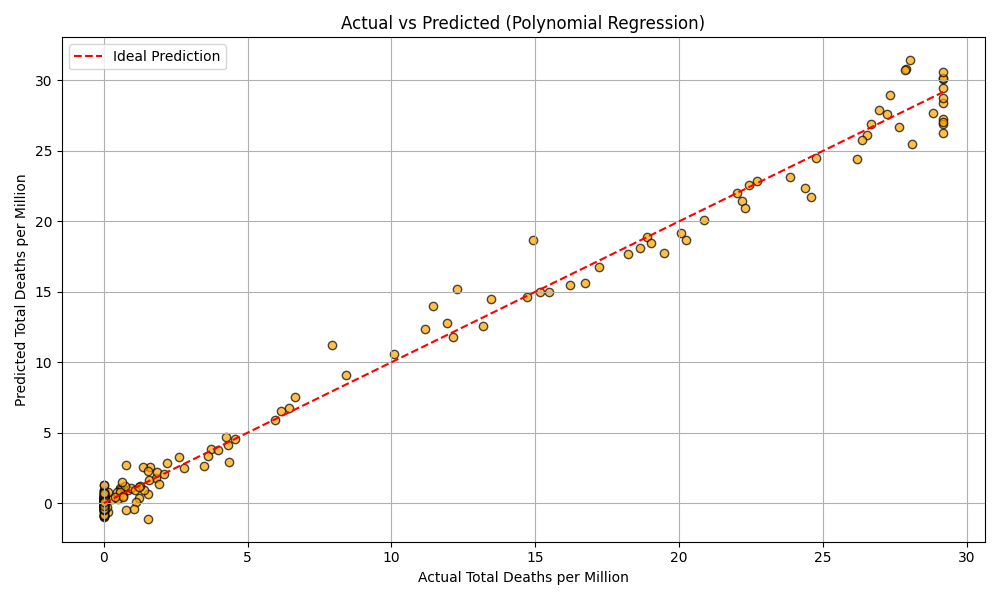 Actual vs Predicted (Polynomial Regression)
Ideal Prediction
Predicted Total Deaths per Million
30
25
20
15
10
5
0
0 5 10 15 20 25 30
Actual Total Deaths per Million